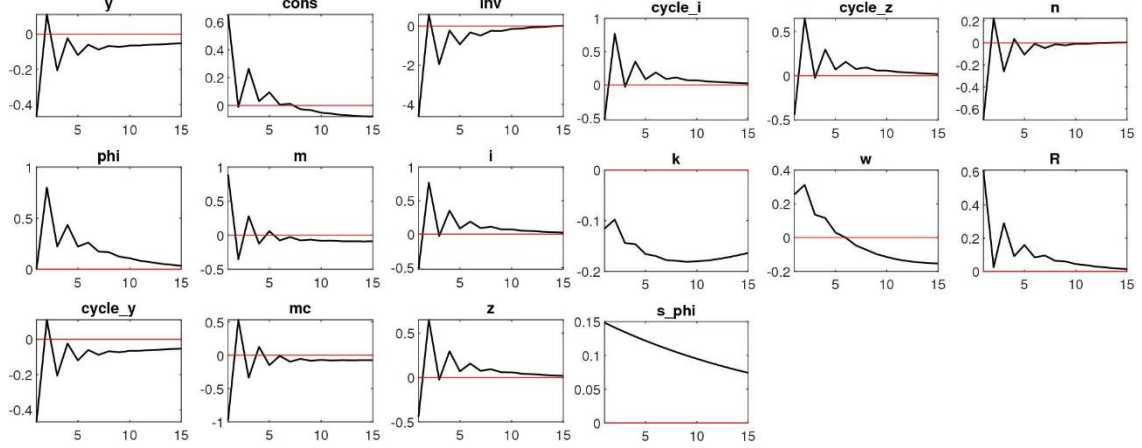 y cons inv cycle_i cycle_z n
0 -0.2 -0.4 5 10 15
0.6 0.4 0.2 0 5 10 15
0 -2 -4 5 10 15
1 0.5 0 -0.5 5 10 15
0.5 0 -0.5 5 10 15
0.2 0 -0.2 -0.4 -0.6 5 10 15
phi m i k w R
1 0.5 0 5 10 15
1 0.5 0 -0.5 5 10 15
1 0.5 0 -0.5 5 10 15
0 -0.1 -0.2 5 10 15
0.4 0.2 0 -0.2 5 10 15
0.6 0.4 0.2 0 5 10 15
cycle_y mc z s_phi
0 -0.2 -0.4 5 10 15
0.5 0 -0.5 -1 5 10 15
0.5 0 -0.5 5 10 15
0.15 0.1 0.05 0 5 10 15